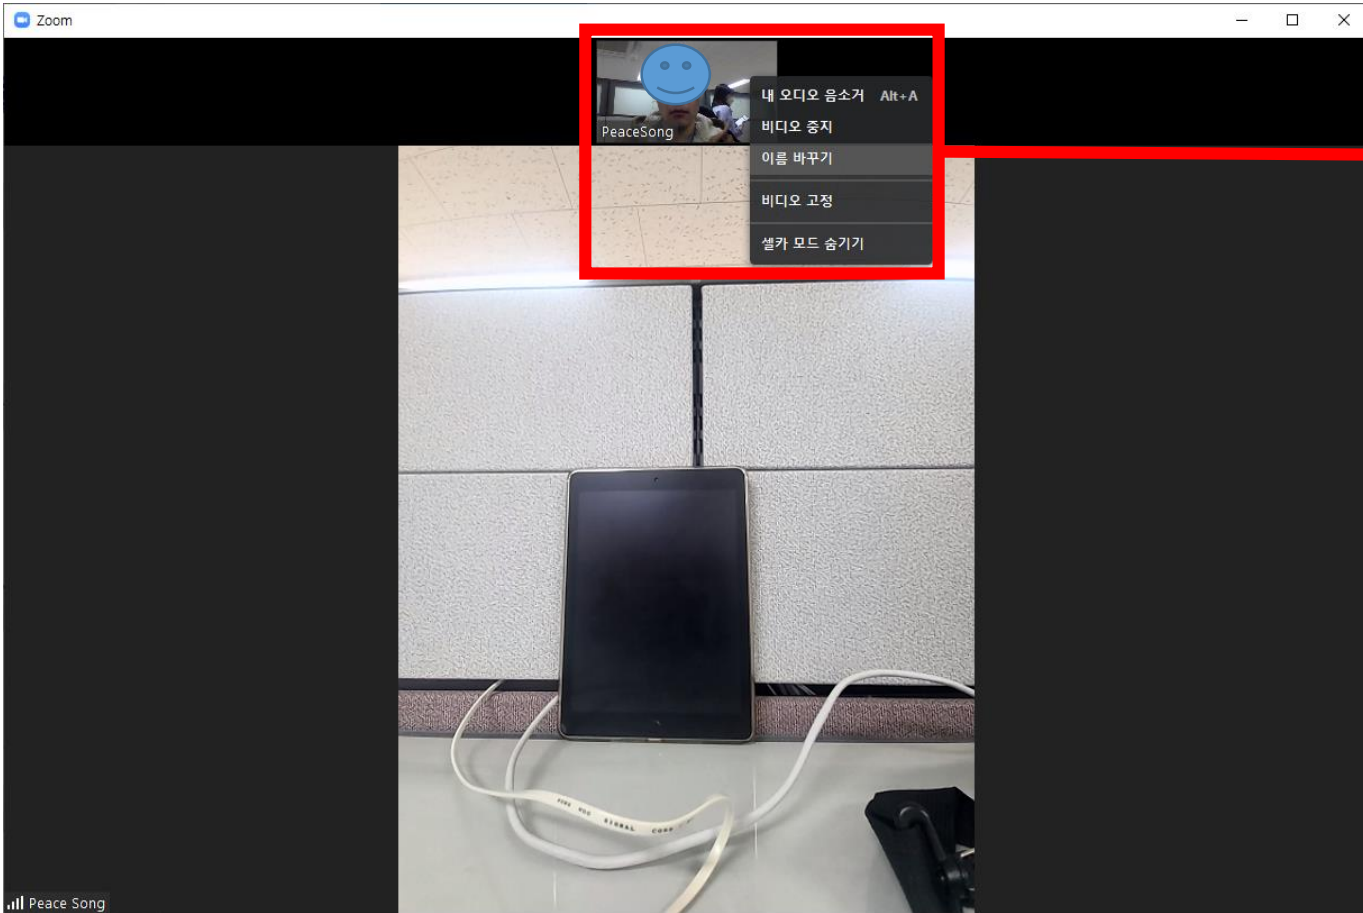 Zoom
PeaceSong
내 오디오 음소거 Alt+A
비디오 중지
이름 바꾸기
비디오 고정
셀카 모드 숨기기
SIGNAL
Peace Song